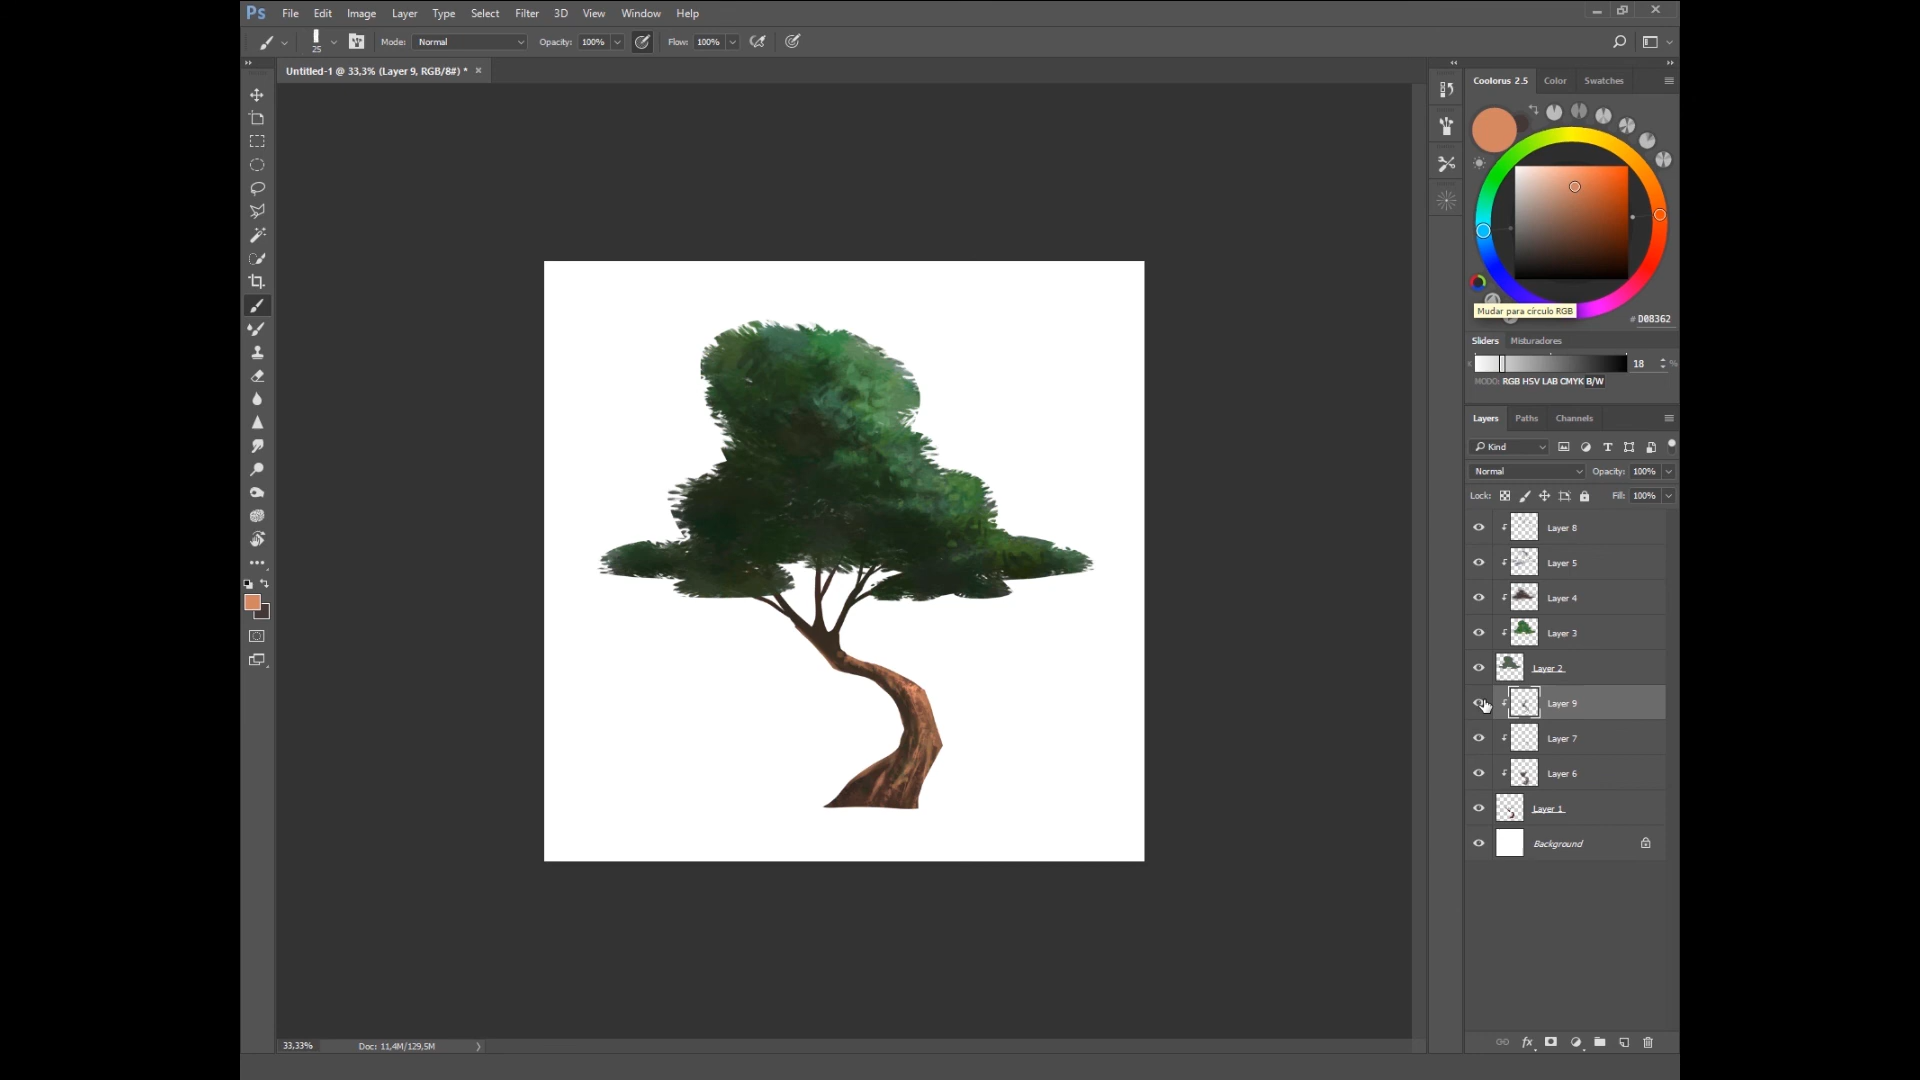 Ps File Edit Image Layer Type Select Filter 3D View Window Help
25 Mode: Normal Opacity: 100% Flow: 100%
Untitled-1 @ 33,3% (Layer 9, RGB/8#) *
Coolorus 2.5 Color Swatches
Mudar para círculo RGB
# D08362
Sliders Misturadores
K 18 %
MODO: RGB HSV LAB CMYK B/W
Layers Paths Channels
Kind
Normal Opacity: 100%
Lock: Fill: 100%
Layer 8
Layer 5
Layer 4
Layer 3
Layer 2
Layer 9
Layer 7
Layer 6
Layer 1
Background
33,33% Doc: 11,4M/129,5M
fx